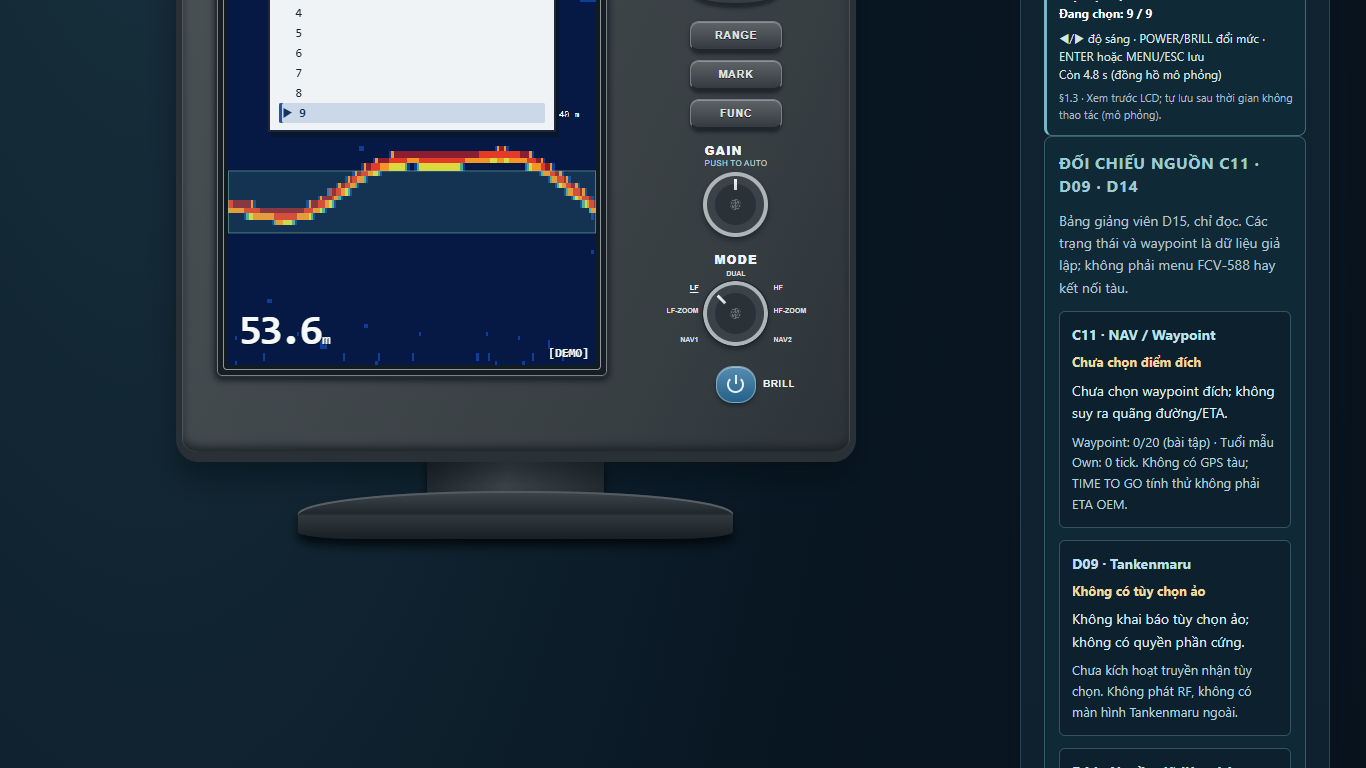 4
5
6
7
8
▶ 9
40 m
53.6m
[DEMO]
RANGE
MARK
FUNC
GAIN
PUSH TO AUTO
MODE
DUAL
LF
HF
LF-ZOOM
HF-ZOOM
NAV1
NAV2
BRILL
Đang chọn: 9 / 9
◀/▶ độ sáng · POWER/BRILL đổi mức ·
ENTER hoặc MENU/ESC lưu
Còn 4.8 s (đồng hồ mô phỏng)
§1.3 · Xem trước LCD; tự lưu sau thời gian không
thao tác (mô phỏng).
ĐỐI CHIẾU NGUỒN C11 ·
D09 · D14
Bảng giảng viên D15, chỉ đọc. Các
trạng thái và waypoint là dữ liệu giả
lập; không phải menu FCV-588 hay
kết nối tàu.
C11 · NAV / Waypoint
Chưa chọn điểm đích
Chưa chọn waypoint đích; không
suy ra quãng đường/ETA.
Waypoint: 0/20 (bài tập) · Tuổi mẫu
Own: 0 tick. Không có GPS tàu;
TIME TO GO tính thử không phải
ETA OEM.
D09 · Tankenmaru
Không có tùy chọn ảo
Không khai báo tùy chọn ảo;
không có quyền phần cứng.
Chưa kích hoạt truyền nhận tùy
chọn. Không phát RF, không có
màn hình Tankenmaru ngoài.